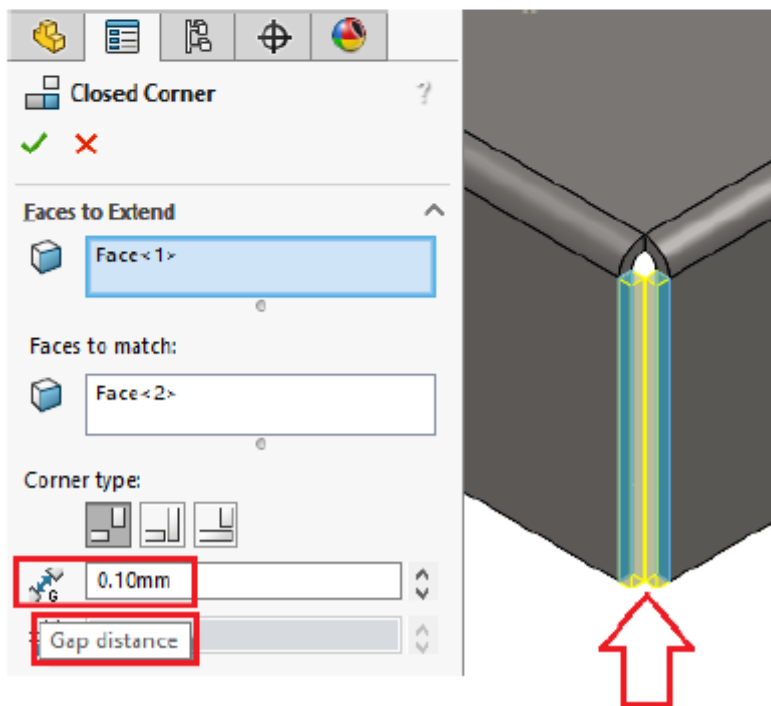 Closed Corner
?
Faces to Extend
Face<1>
Faces to match:
Face<2>
Corner type:
G
0.10mm
Gap distance